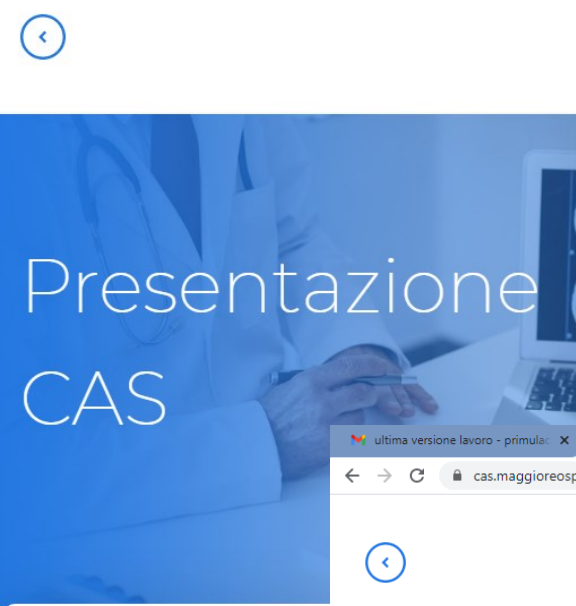 Presentazione
CAS
ultima versione lavoro - primulac
cas.maggioreosp